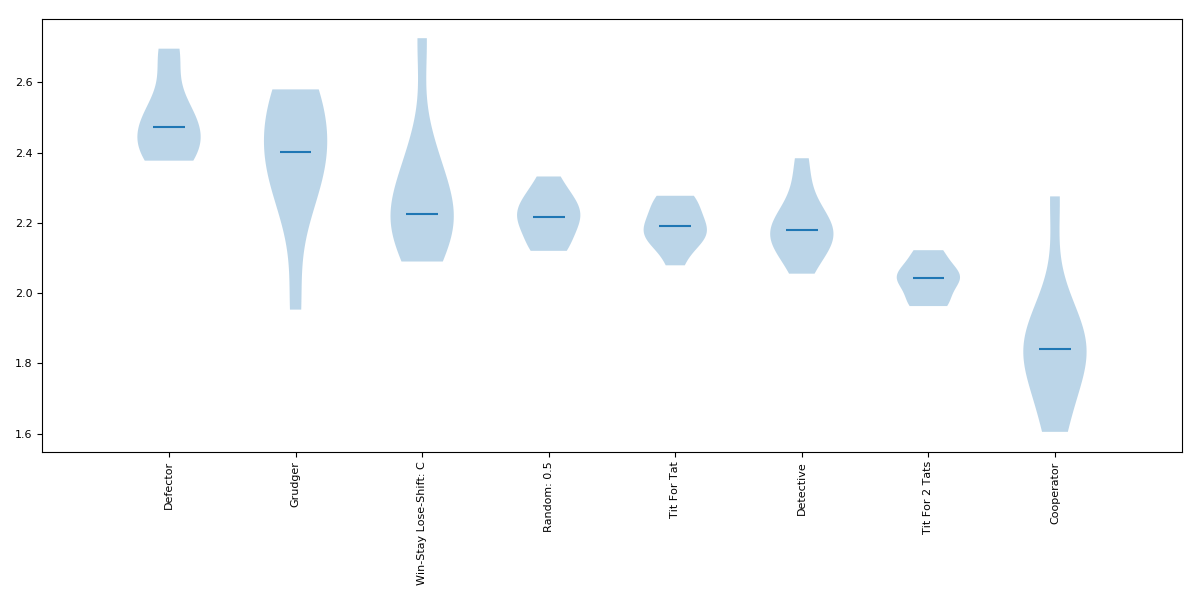 2.6
2.4
2.2
2.0
1.8
1.6
Defector
Grudger
Win-Stay Lose-Shift: C
Random: 0.5
Tit For Tat
Detective
Tit For 2 Tats
Cooperator